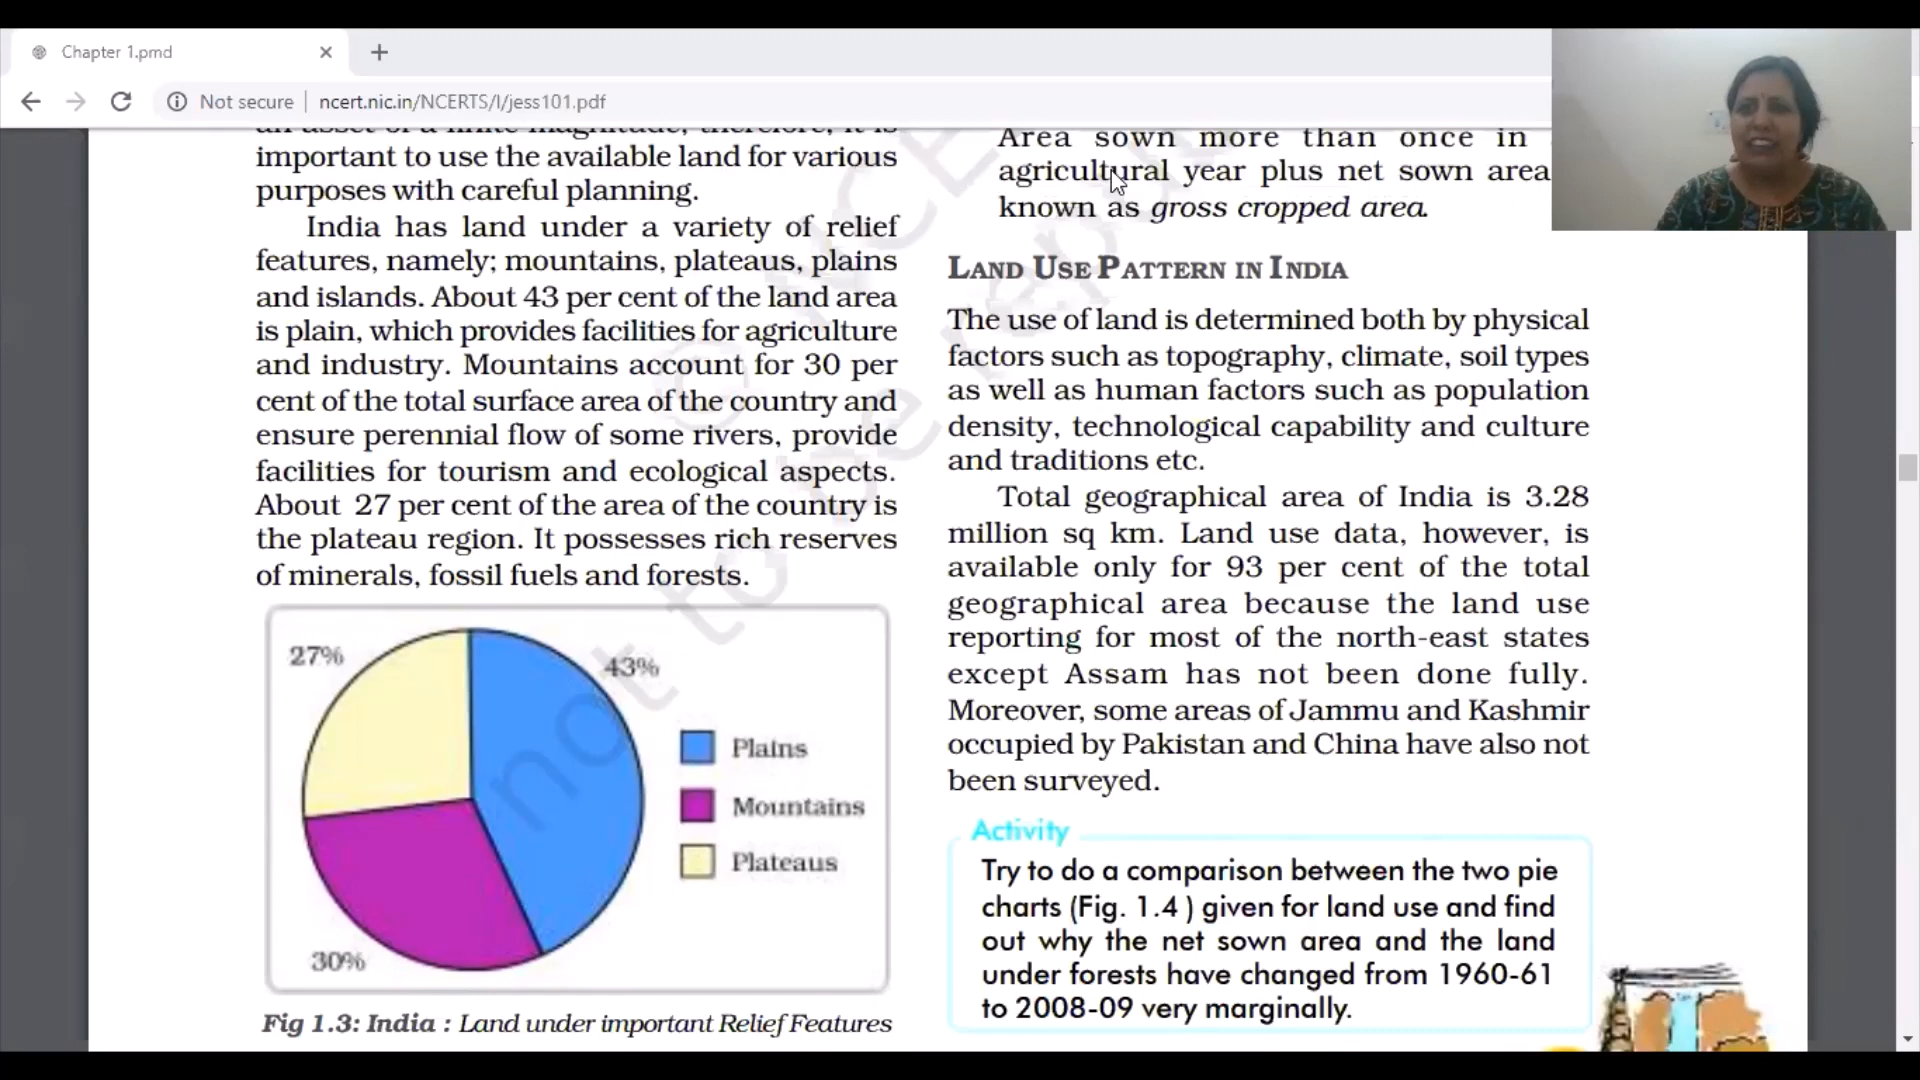 Chapter 1.pmd
Not secure
ncert.nic.in/NCERTS/l/jess101.pdf
an asset of a finite magnitude, therefore, it is
important to use the available land for various
purposes with careful planning.
India has land under a variety of relief
features, namely; mountains, plateaus, plains
and islands. About 43 per cent of the land area
is plain, which provides facilities for agriculture
and industry. Mountains account for 30 per
cent of the total surface area of the country and
ensure perennial flow of some rivers, provide
facilities for tourism and ecological aspects.
About 27 per cent of the area of the country is
the plateau region. It possesses rich reserves
of minerals, fossil fuels and forests.
27%
43%
Plains
Mountains
Plateaus
30%
Fig 1.3: India : Land under important Relief Features
Area sown more than once in
agricultural year plus net sown area
known as gross cropped area.
LAND USE PATTERN IN INDIA
The use of land is determined both by physical
factors such as topography, climate, soil types
as well as human factors such as population
density, technological capability and culture
and traditions etc.
Total geographical area of India is 3.28
million sq km. Land use data, however, is
available only for 93 per cent of the total
geographical area because the land use
reporting for most of the north-east states
except Assam has not been done fully.
Moreover, some areas of Jammu and Kashmir
occupied by Pakistan and China have also not
been surveyed.
Activity
Try to do a comparison between the two pie
charts (Fig. 1.4 ) given for land use and find
out why the net sown area and the land
under forests have changed from 1960-61
to 2008-09 very marginally.
not to be repu
© NCE